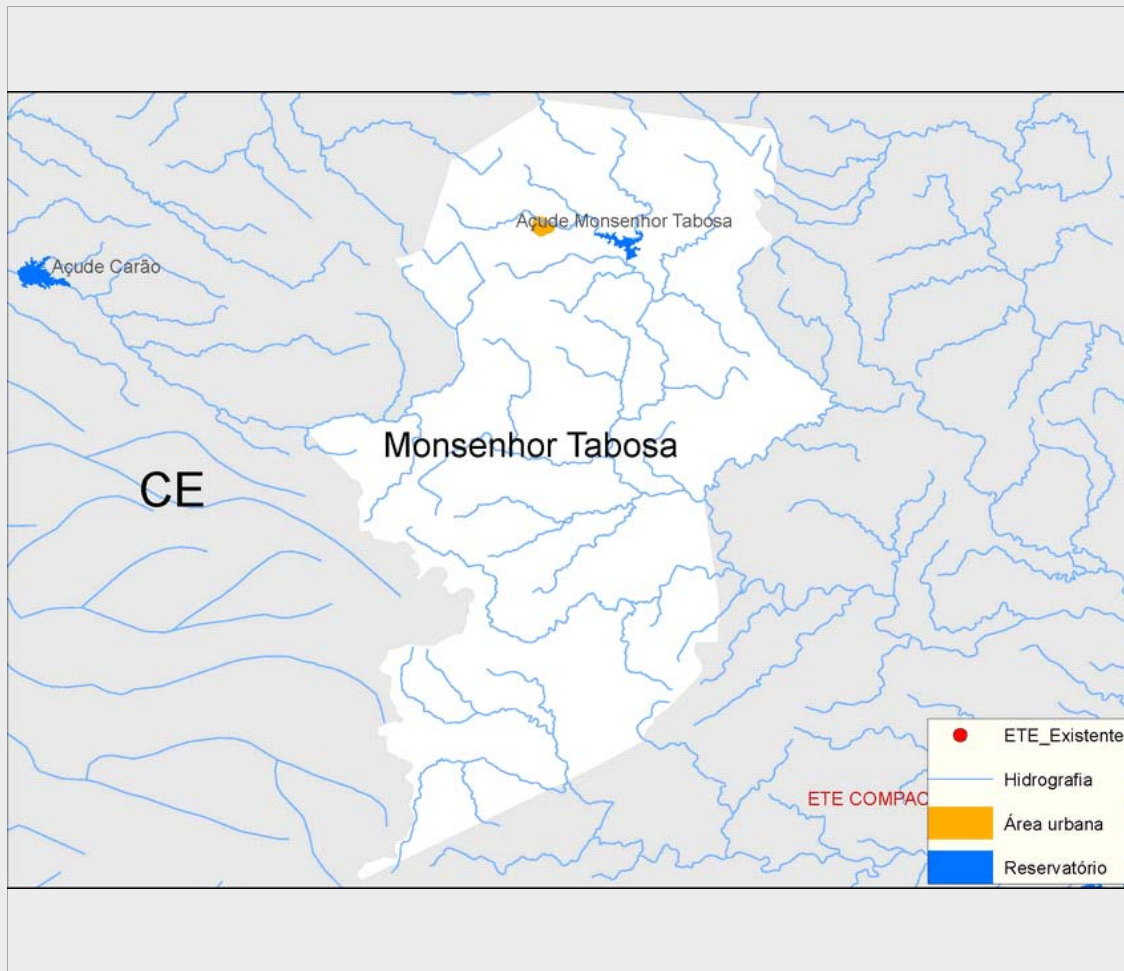 Açude Monsenhor Tabosa
Açude Carão
Monsenhor Tabosa
CE
ETE_Existente
Hidrografia
ETE COMPAC
Área urbana
Reservatório